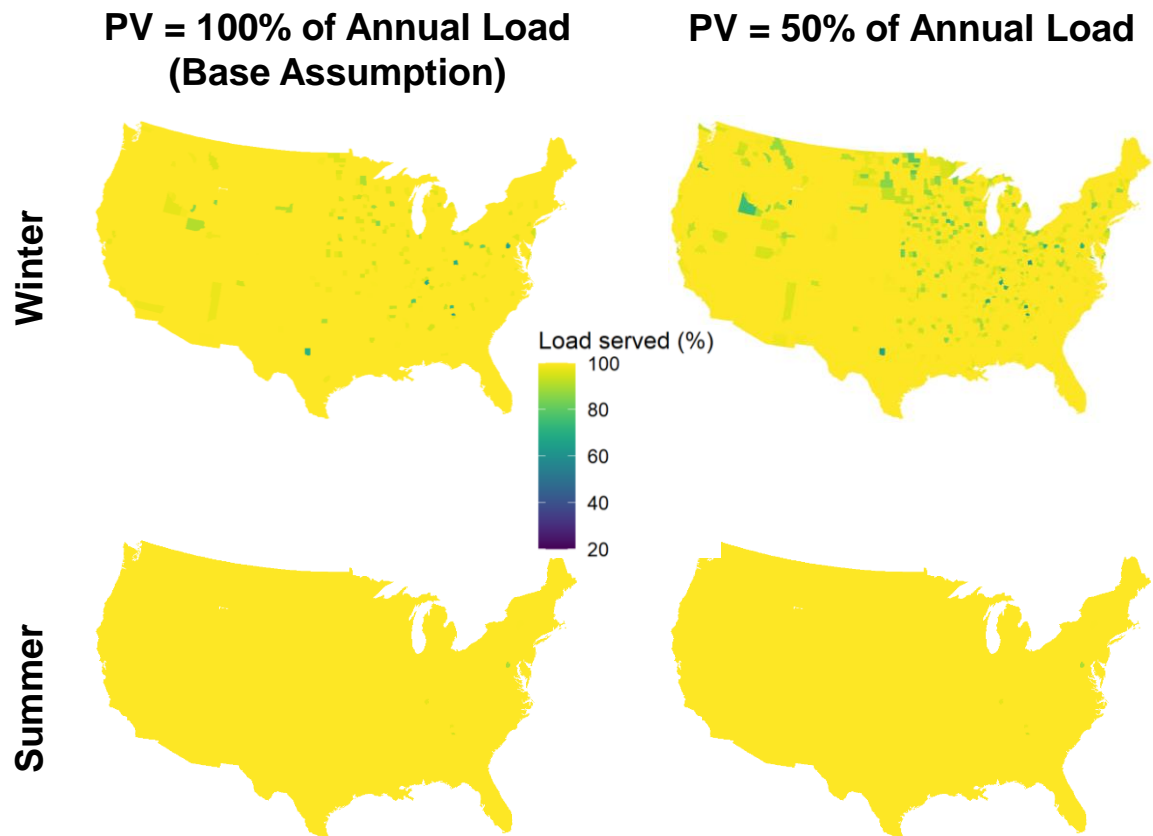 PV = 100% of Annual Load
(Base Assumption)
PV = 50% of Annual Load
Winter
Load served (%)
100
80
60
40
20
Summer